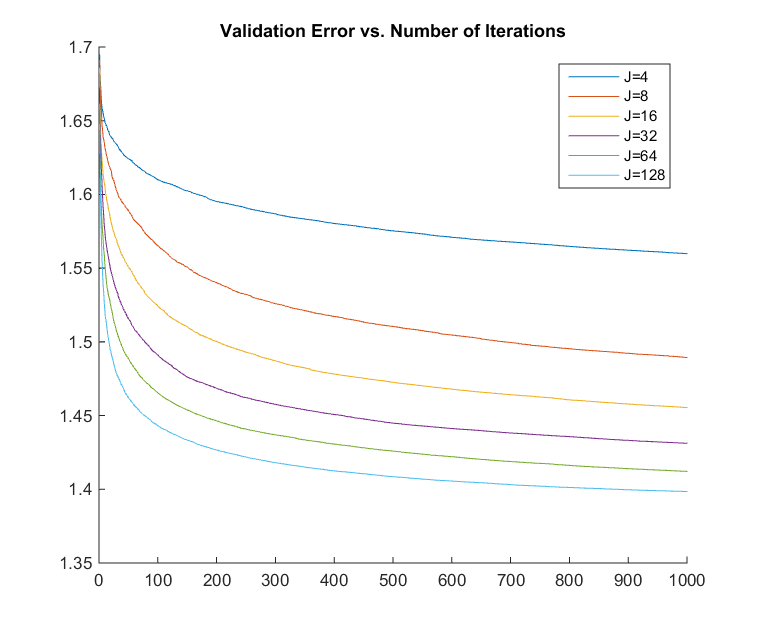 Validation Error vs. Number of Iterations
1.7
1.65
1.6
1.55
1.5
1.45
1.4
1.35
0 100 200 300 400 500 600 700 800 900 1000
J=4
J=8
J=16
J=32
J=64
J=128